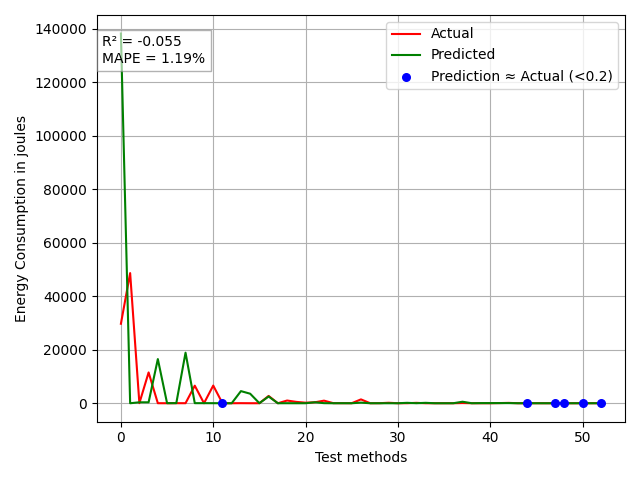 R² = -0.055
MAPE = 1.19%
Actual
Predicted
Prediction ≈ Actual (<0.2)
Energy Consumption in joules
140000
120000
100000
80000
60000
40000
20000
0
0 10 20 30 40 50
Test methods